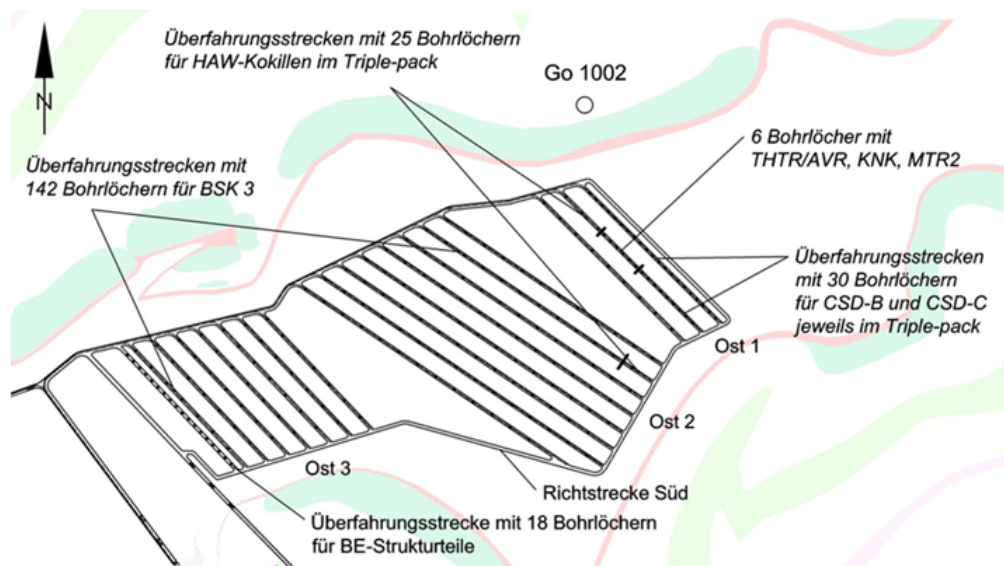 Überfahrungsstrecken mit 25 Bohrlöchern
für HAW-Kokillen im Triple-pack
Go 1002
N
6 Bohrlöcher mit
THTR/AVR, KNK, MTR2
Überfahrungsstrecken mit
142 Bohrlöchern für BSK 3
Überfahrungsstrecken
mit 30 Bohrlöchern
für CSD-B und CSD-C
jeweils im Triple-pack
Ost 1
Ost 2
Ost 3
Richtstrecke Süd
Überfahrungsstrecke mit 18 Bohrlöchern
für BE-Strukturteile